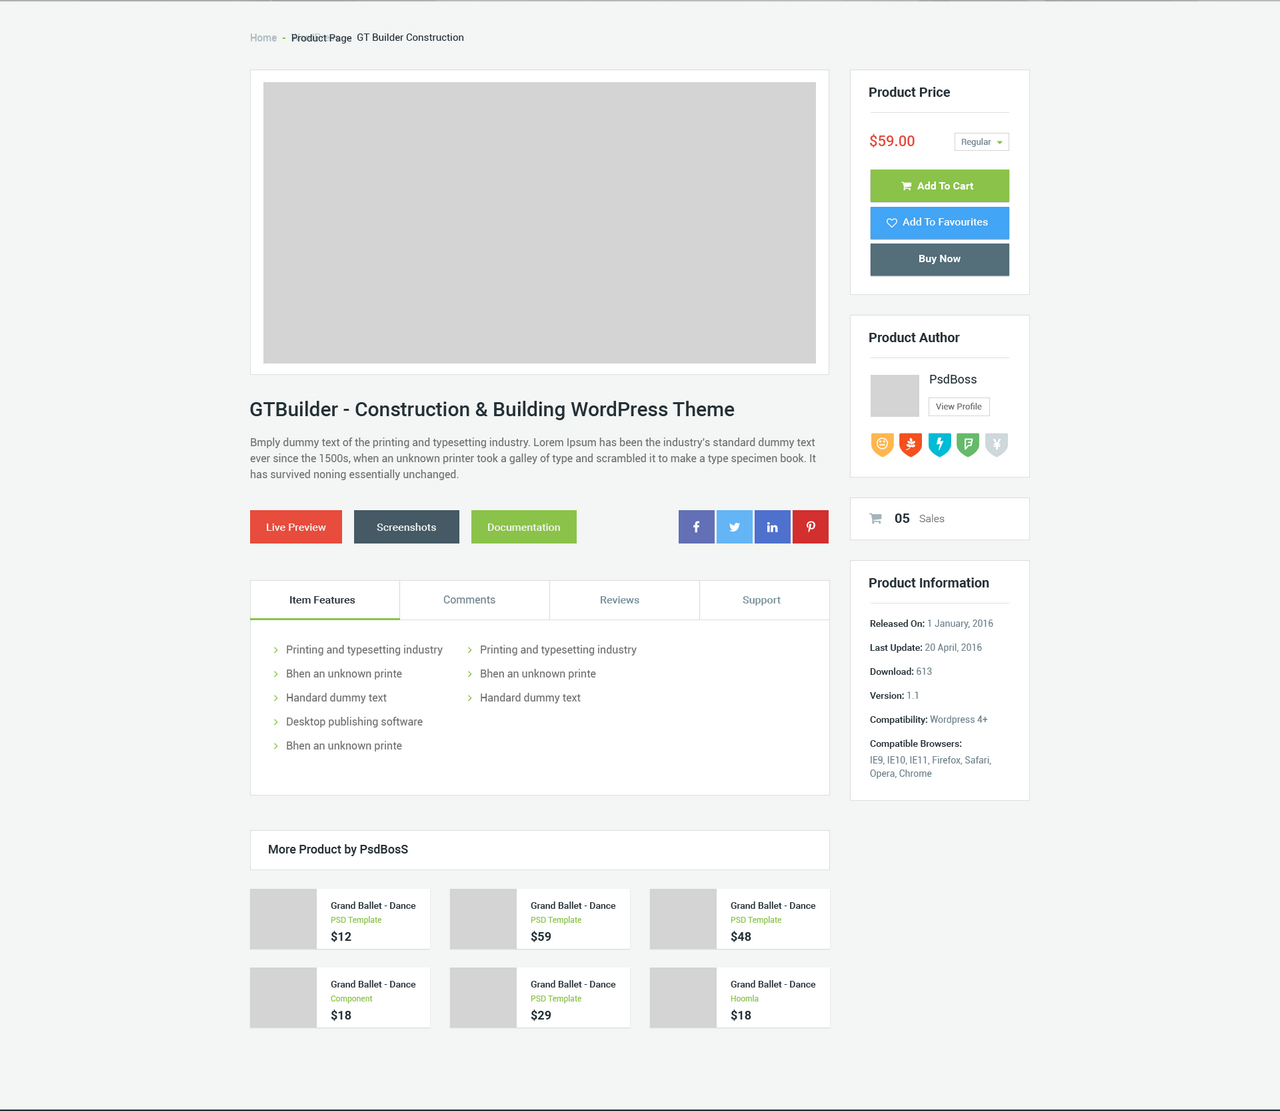 Home - Product Page GT Builder Construction
GTBuilder - Construction & Building WordPress Theme
Bmply dummy text of the printing and typesetting industry. Lorem Ipsum has been the industry's standard dummy text
ever since the 1500s, when an unknown printer took a galley of type and scrambled it to make a type specimen book. It
has survived noning essentially unchanged.
Live Preview
Screenshots
Documentation
Item Features
Comments
Reviews
Support
Printing and typesetting industry
Bhen an unknown printe
Handard dummy text
Desktop publishing software
Bhen an unknown printe
Printing and typesetting industry
Bhen an unknown printe
Handard dummy text
More Product by PsdBosS
Grand Ballet - Dance
PSD Template
$12
Grand Ballet - Dance
PSD Template
$59
Grand Ballet - Dance
PSD Template
$48
Grand Ballet - Dance
Component
$18
Grand Ballet - Dance
PSD Template
$29
Grand Ballet - Dance
Hoomla
$18
Product Price
$59.00
Regular
Add To Cart
Add To Favourites
Buy Now
Product Author
PsdBoss
View Profile
05 Sales
Product Information
Released On: 1 January, 2016
Last Update: 20 April, 2016
Download: 613
Version: 1.1
Compatibility: Wordpress 4+
Compatible Browsers:
IE9, IE10, IE11, Firefox, Safari,
Opera, Chrome